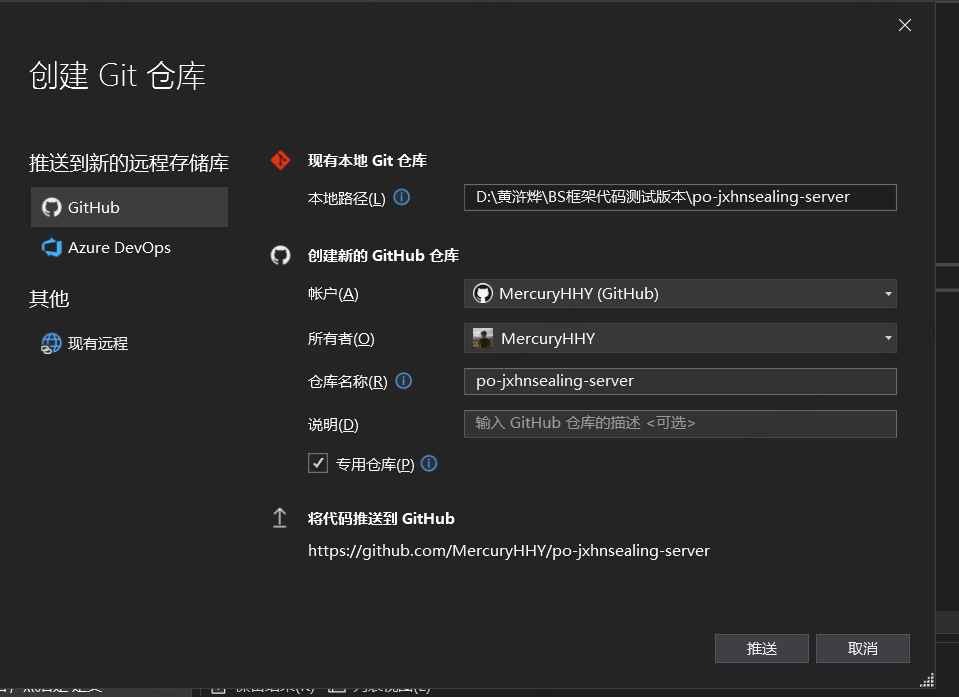 创建 Git 仓库
推送到新的远程存储库
GitHub
Azure DevOps
其他
现有远程
现有本地 Git 仓库
本地路径(L)
D:\黄浒烨\BS框架代码测试版本\po-jxhnsealing-server
创建新的 GitHub 仓库
帐户(A)
MercuryHHY (GitHub)
所有者(O)
MercuryHHY
仓库名称(R)
po-jxhnsealing-server
说明(D)
输入 GitHub 仓库的描述 <可选>
专用仓库(P)
将代码推送到 GitHub
https://github.com/MercuryHHY/po-jxhnsealing-server
推送
取消